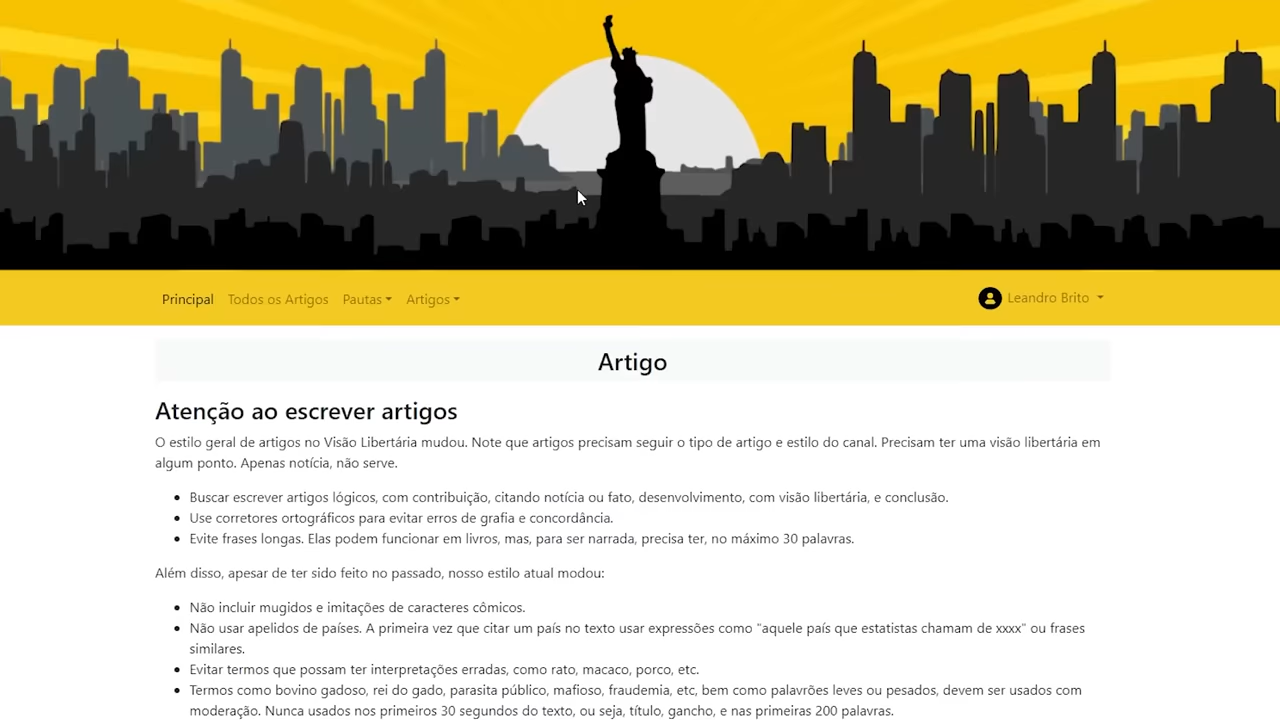 Principal Todos os Artigos Pautas Artigos Leandro Brito
Artigo
Atenção ao escrever artigos
O estilo geral de artigos no Visão Libertária mudou. Note que artigos precisam seguir o tipo de artigo e estilo do canal. Precisam ter uma visão libertária em
algum ponto. Apenas notícia, não serve.
• Buscar escrever artigos lógicos, com contribuição, citando notícia ou fato, desenvolvimento, com visão libertária, e conclusão.
• Use corretores ortográficos para evitar erros de grafia e concordância.
• Evite frases longas. Elas podem funcionar em livros, mas, para ser narrada, precisa ter, no máximo 30 palavras.
Além disso, apesar de ter sido feito no passado, nosso estilo atual modou:
• Não incluir mugidos e imitações de caracteres cômicos.
• Não usar apelidos de países. A primeira vez que citar um país no texto usar expressões como "aquele país que estatistas chamam de xxxx" ou frases
similares.
• Evitar termos que possam ter interpretações erradas, como rato, macaco, porco, etc.
• Termos como bovino gadoso, rei do gado, parasita público, mafioso, fraudemia, etc, bem como palavrões leves ou pesados, devem ser usados com
moderação. Nunca usados nos primeiros 30 segundos do texto, ou seja, título, gancho, e nas primeiras 200 palavras.